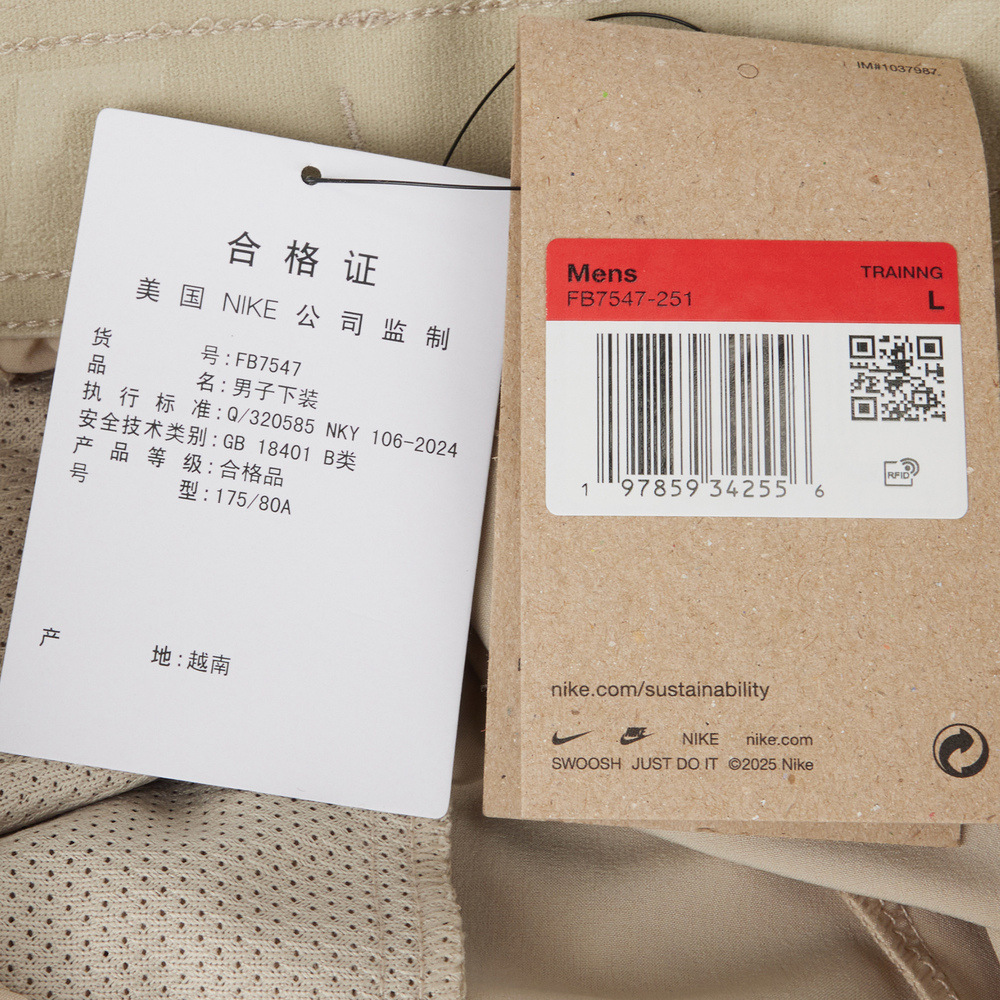 合格证
美国 NIKE 公司监制
货号:FB7547
品名:男子下装
执行标准:Q/320585 NKY 106-2024
安全技术类别:GB 18401 B类
产品等级:合格品
号型:175/80A
产地:越南
IM#1037987
Mens TRAINNG
FB7547-251 L
1 97859 34255 6
RFID
nike.com/sustainability
NIKE NIKE nike.com
SWOOSH JUST DO IT ©2025 Nike